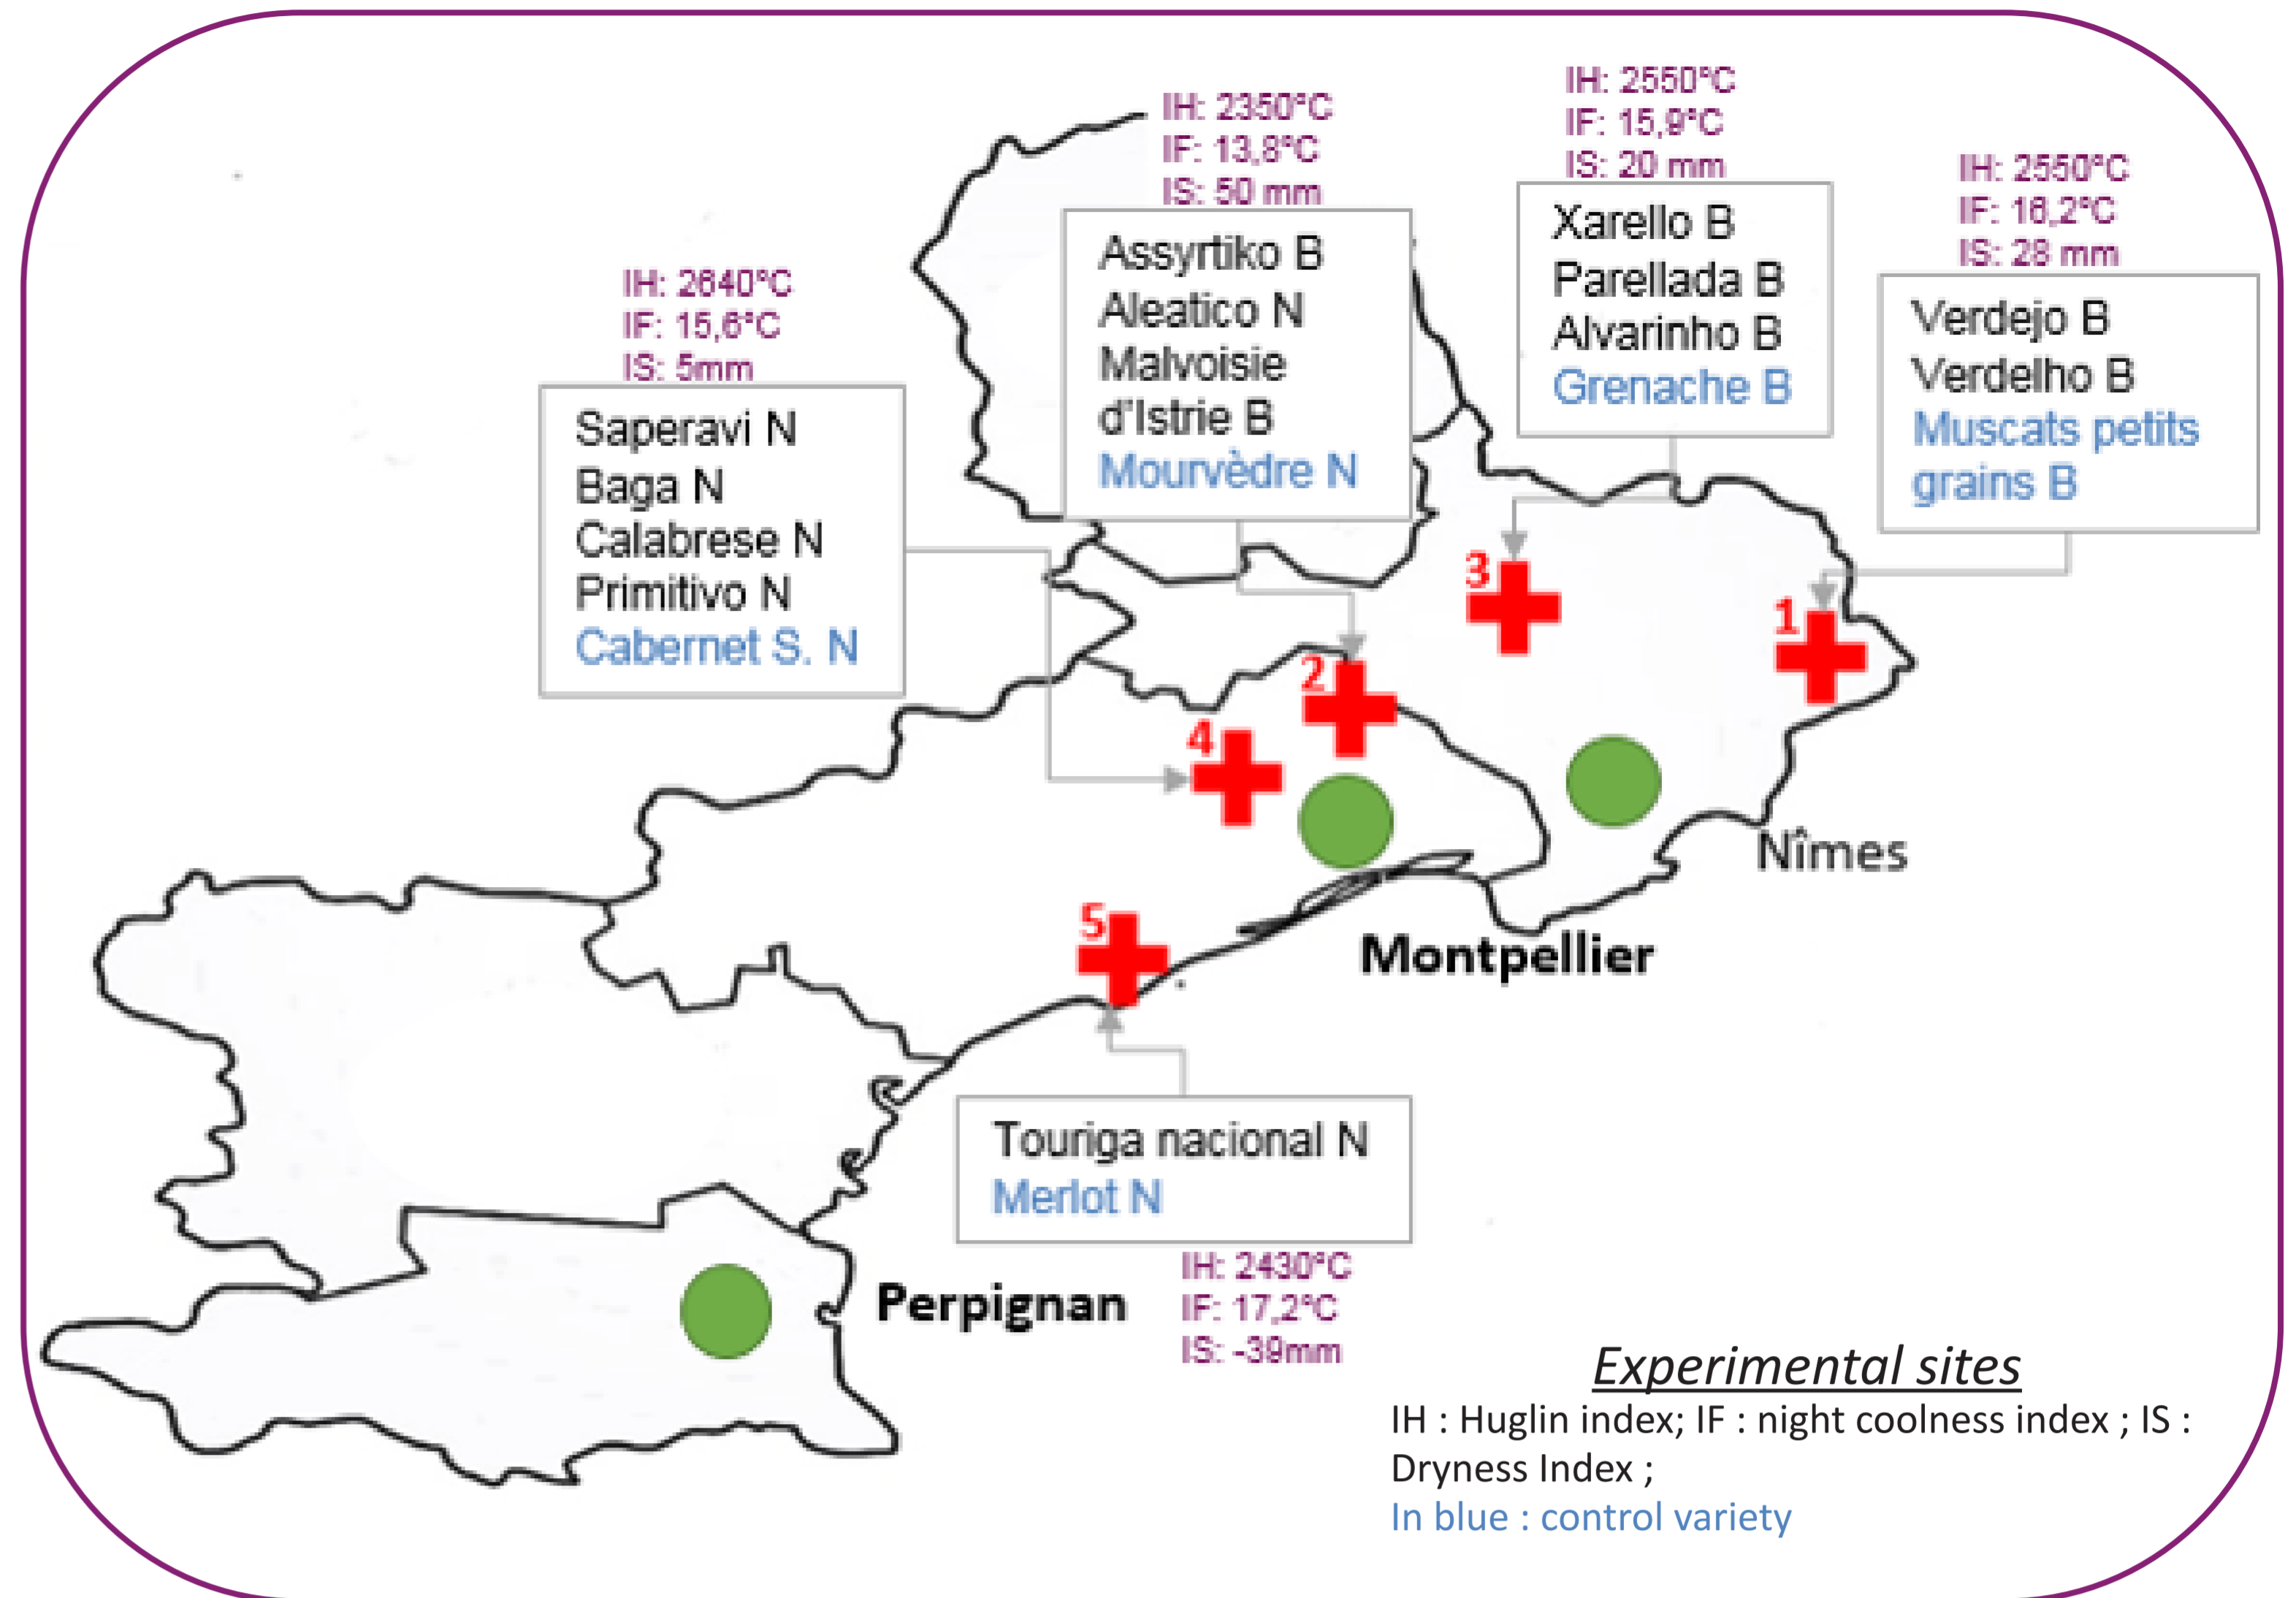 IH: 2550°C
IF: 15,9°C
IS: 20 mm
Xarello B
Parellada B
Alvarinho B
Grenache B
IH: 2350°C
IF: 13,8°C
IS: 50 mm
Assyrtiko B
Aleatico N
Malvoisie
d'Istrie B
Mourvèdre N
IH: 2550°C
IF: 16,2°C
IS: 28 mm
Verdejo B
Verdelho B
Muscats petits
grains B
IH: 2640°C
IF: 15,6°C
IS: 5mm
Saperavi N
Baga N
Calabrese N
Primitivo N
Cabernet S. N
3
1
2
4
Nîmes
5
Montpellier
Touriga nacional N
Merlot N
IH: 2430°C
IF: 17,2°C
IS: -39mm
Perpignan
Experimental sites
IH : Huglin index; IF : night coolness index ; IS :
Dryness Index ;
In blue : control variety